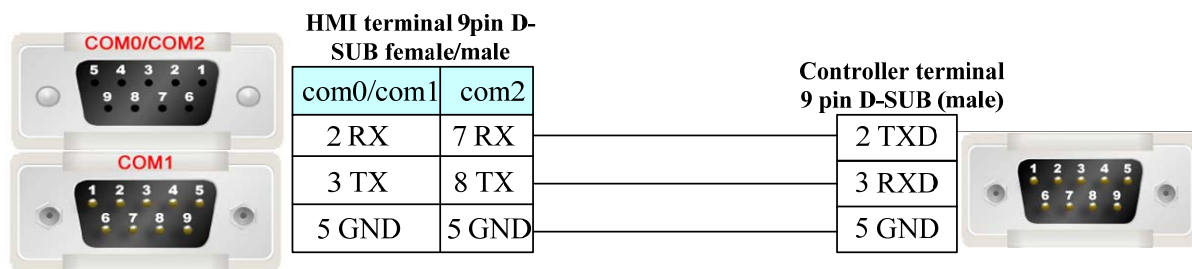 COM0/COM2
5 4 3 2 1
9 8 7 6
COM1
1 2 3 4 5
6 7 8 9
HMI terminal 9pin D-
SUB female/male
com0/com1 com2
2 RX 7 RX
3 TX 8 TX
5 GND 5 GND
Controller terminal
9 pin D-SUB (male)
2 TXD
3 RXD
5 GND
1 2 3 4 5
6 7 8 9